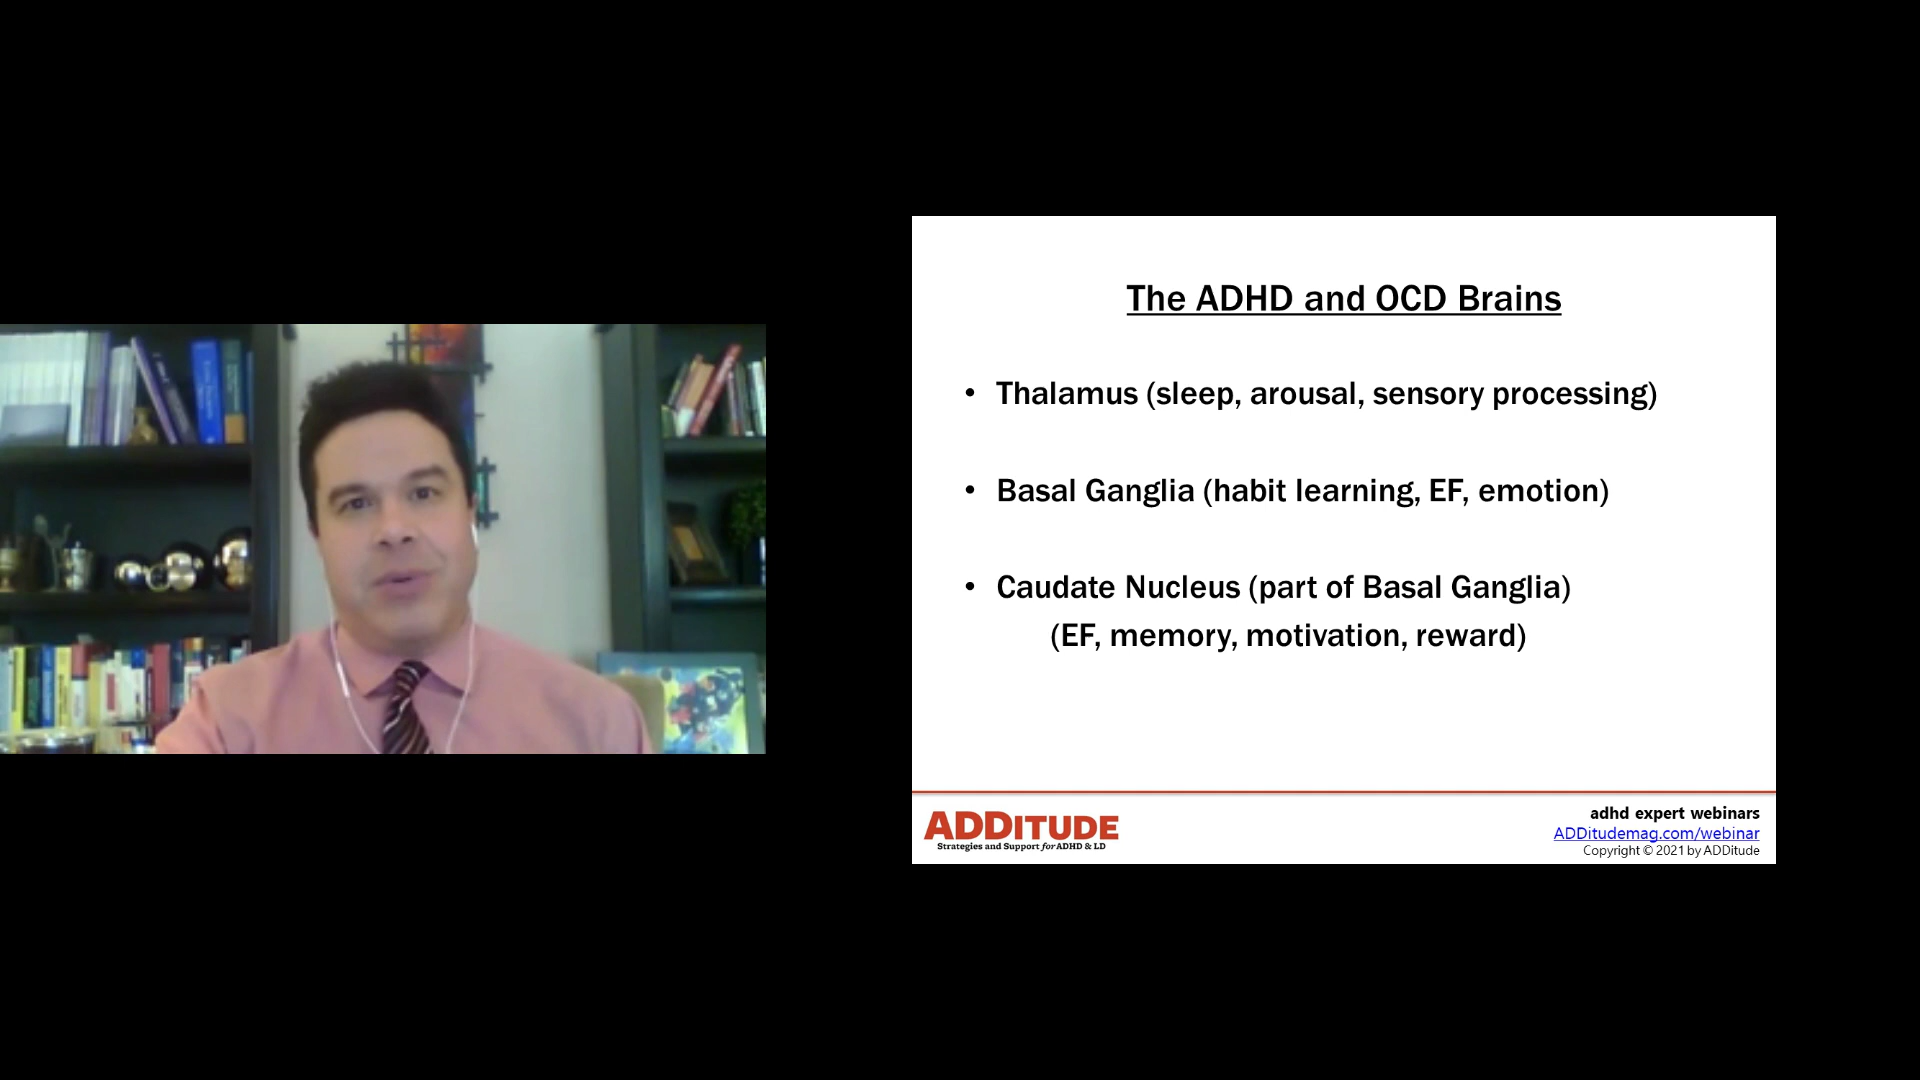 The ADHD and OCD Brains
• Thalamus (sleep, arousal, sensory processing)
• Basal Ganglia (habit learning, EF, emotion)
• Caudate Nucleus (part of Basal Ganglia)
(EF, memory, motivation, reward)
ADDITUDE
Strategies and Support for ADHD & LD
adhd expert webinars
ADDitudemag.com/webinar
Copyright © 2021 by ADDitude